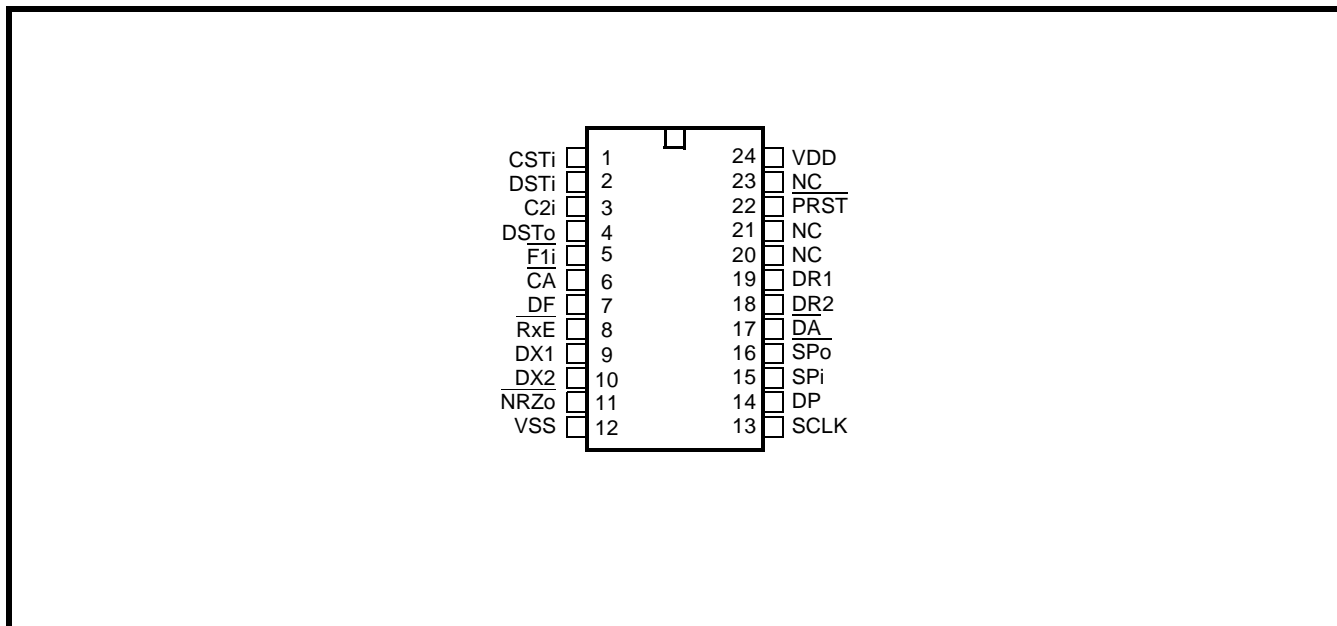 CSTi 1 24 VDD
DSTi 2 23 NC
C2i 3 22 PRST
DSTo 4 21 NC
F1i 5 20 NC
CA 6 19 DR1
DF 7 18 DR2
RxE 8 17 DA
DX1 9 16 SPo
DX2 10 15 SPi
NRZo 11 14 DP
VSS 12 13 SCLK